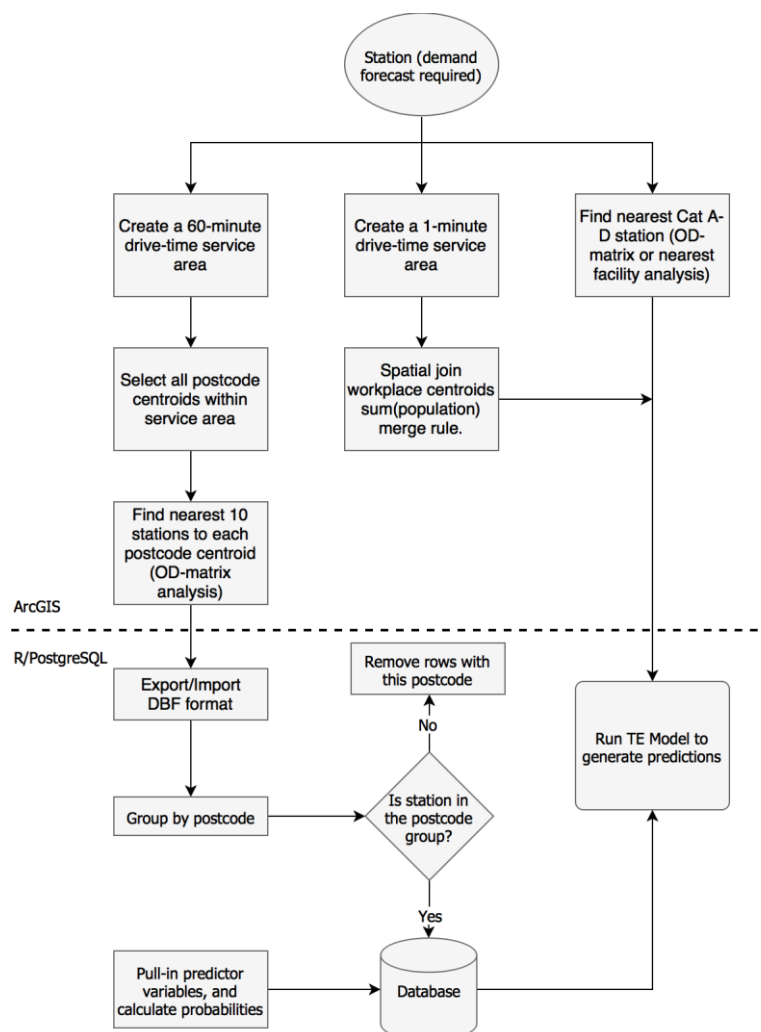 Station (demand
forecast required)
Create a 60-minute
drive-time service
area
Create a 1-minute
drive-time service
area
Find nearest Cat A-
D station (OD-
matrix or nearest
facility analysis)
Select all postcode
centroids within
service area
Spatial join
workplace centroids
sum(population)
merge rule.
Find nearest 10
stations to each
postcode centroid
(OD-matrix
analysis)
ArcGIS
R/PostgreSQL
Export/Import
DBF format
Remove rows with
this postcode
No
Run TE Model to
generate predictions
Group by postcode
Is station in
the postcode
group?
Yes
Pull-in predictor
variables, and
calculate probabilities
Database